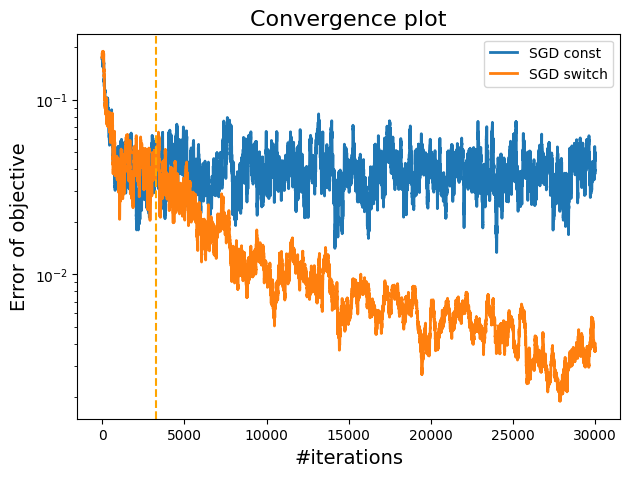 Convergence plot
SGD const
SGD switch
Error of objective
10⁻¹
10⁻²
0 5000 10000 15000 20000 25000 30000
#iterations